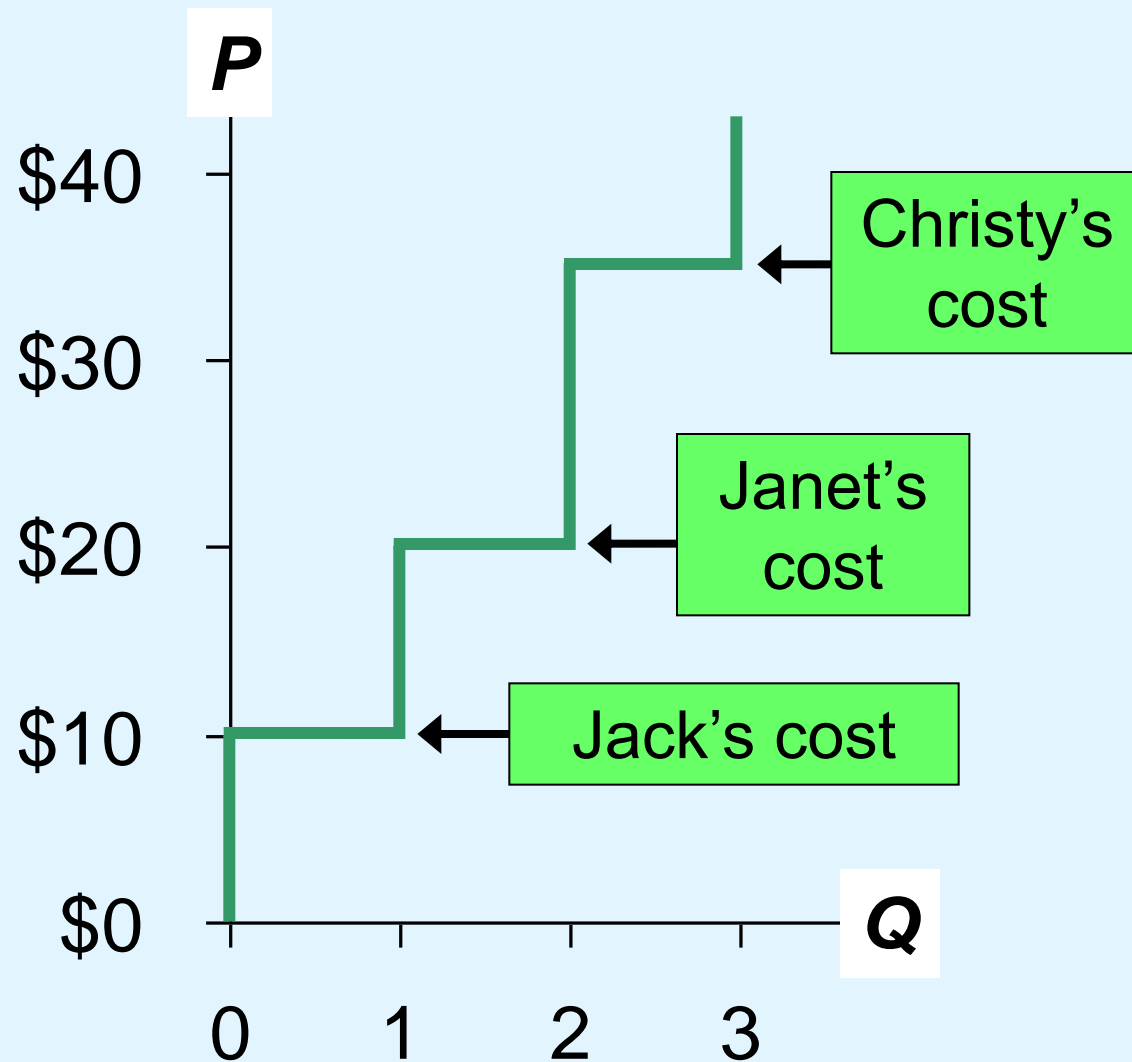 P
$40
Christy’s
cost
$30
Janet’s
cost
$20
Jack’s cost
$10
$0
Q
0 1 2 3